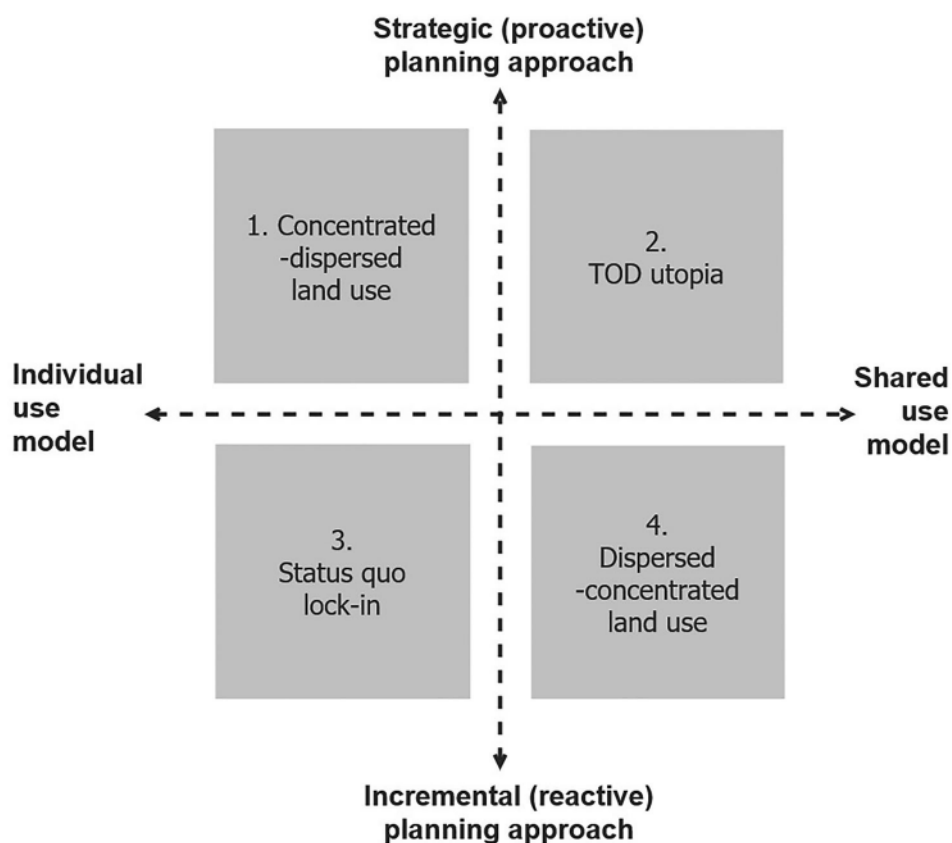 Strategic (proactive)
planning approach
1. Concentrated
-dispersed
land use
2.
TOD utopia
Individual
use
model
Shared
use
model
3.
Status quo
lock-in
4.
Dispersed
-concentrated
land use
Incremental (reactive)
planning approach